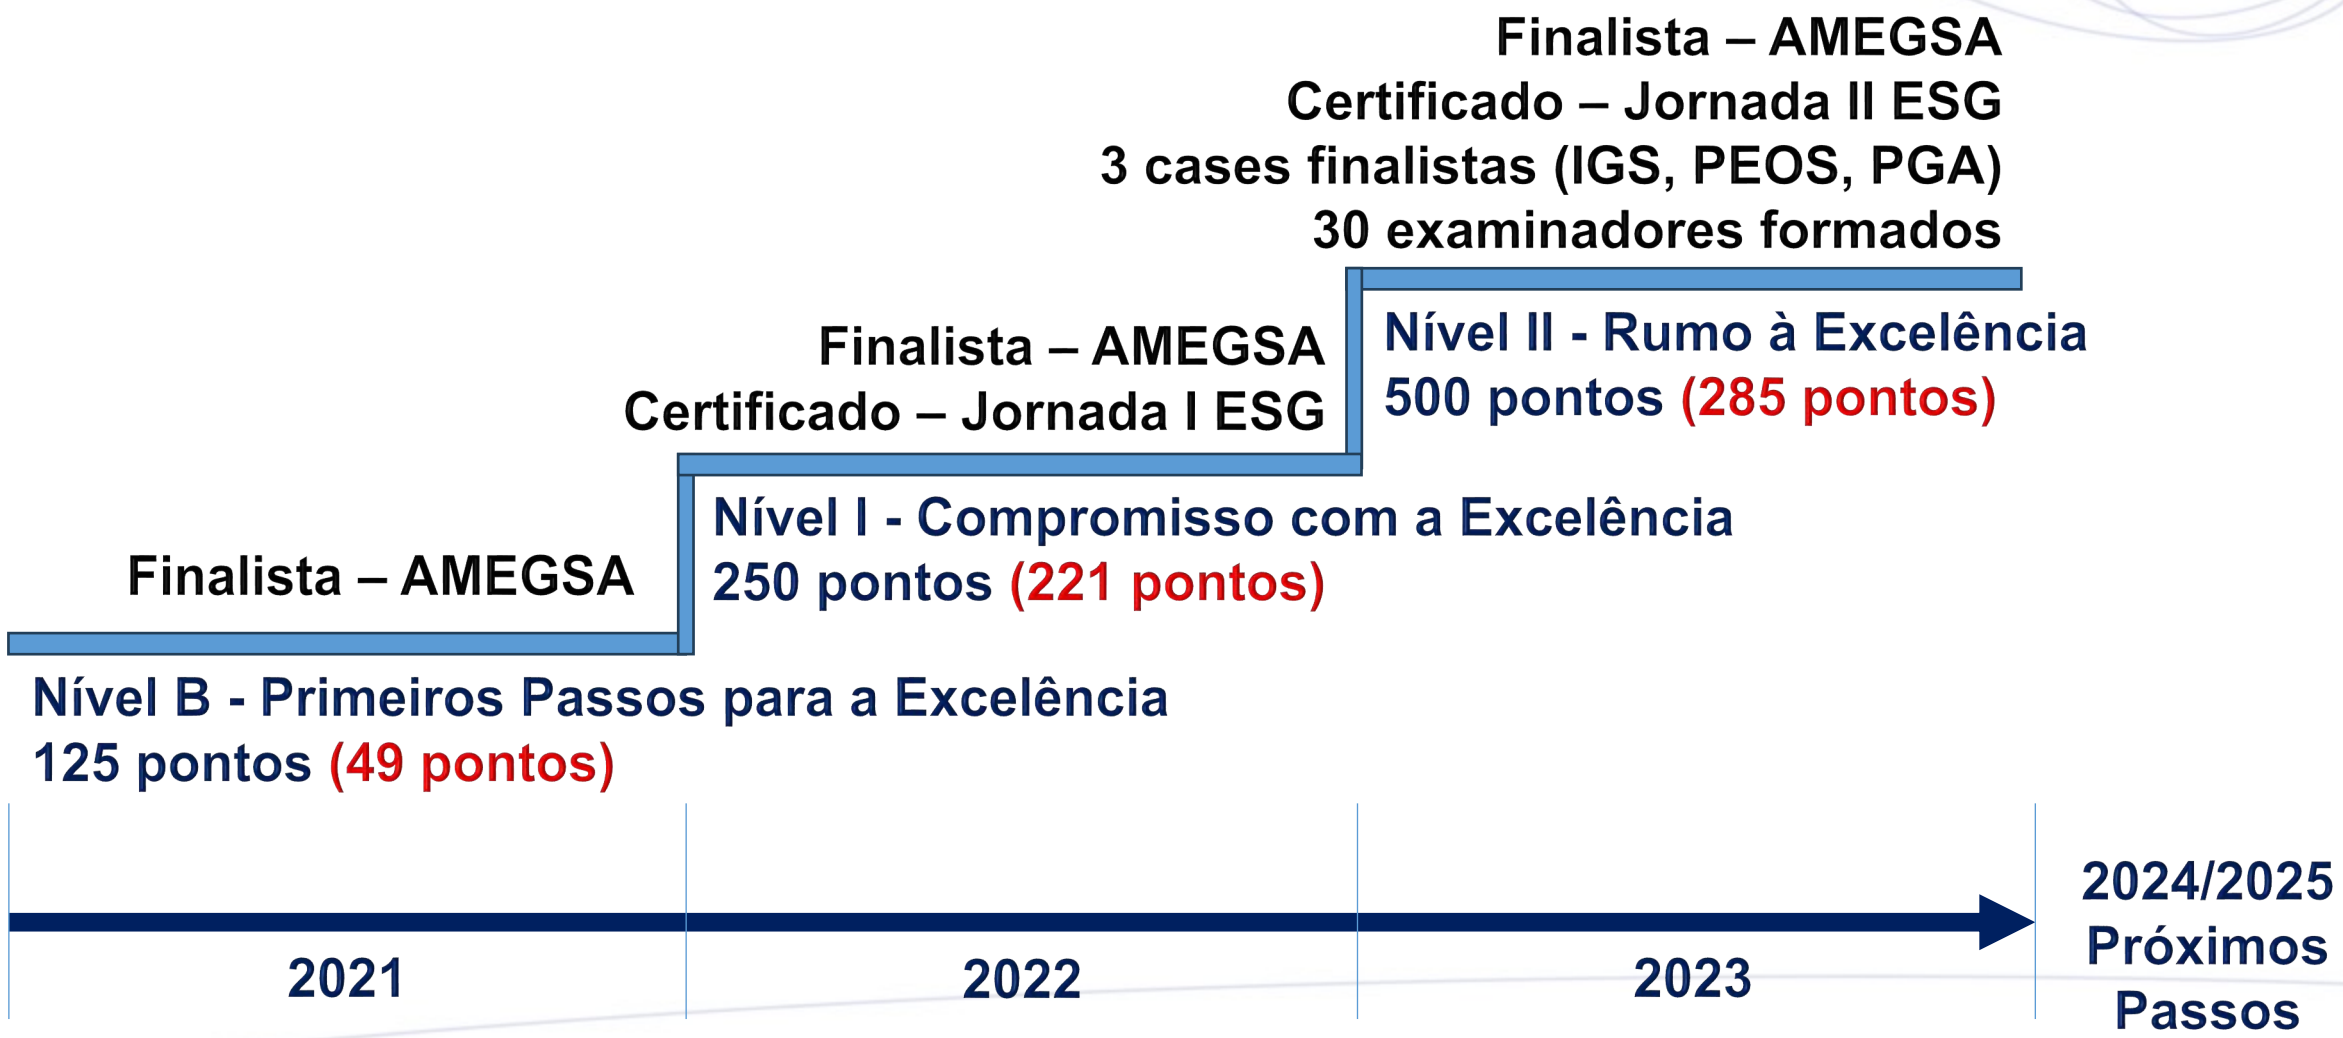 Finalista – AMEGSA
Certificado – Jornada II ESG
3 cases finalistas (IGS, PEOS, PGA)
30 examinadores formados
Nível II - Rumo à Excelência
500 pontos (285 pontos)
Finalista – AMEGSA
Certificado – Jornada I ESG
Nível I - Compromisso com a Excelência
250 pontos (221 pontos)
Finalista – AMEGSA
Nível B - Primeiros Passos para a Excelência
125 pontos (49 pontos)
2021
2022
2023
2024/2025
Próximos
Passos